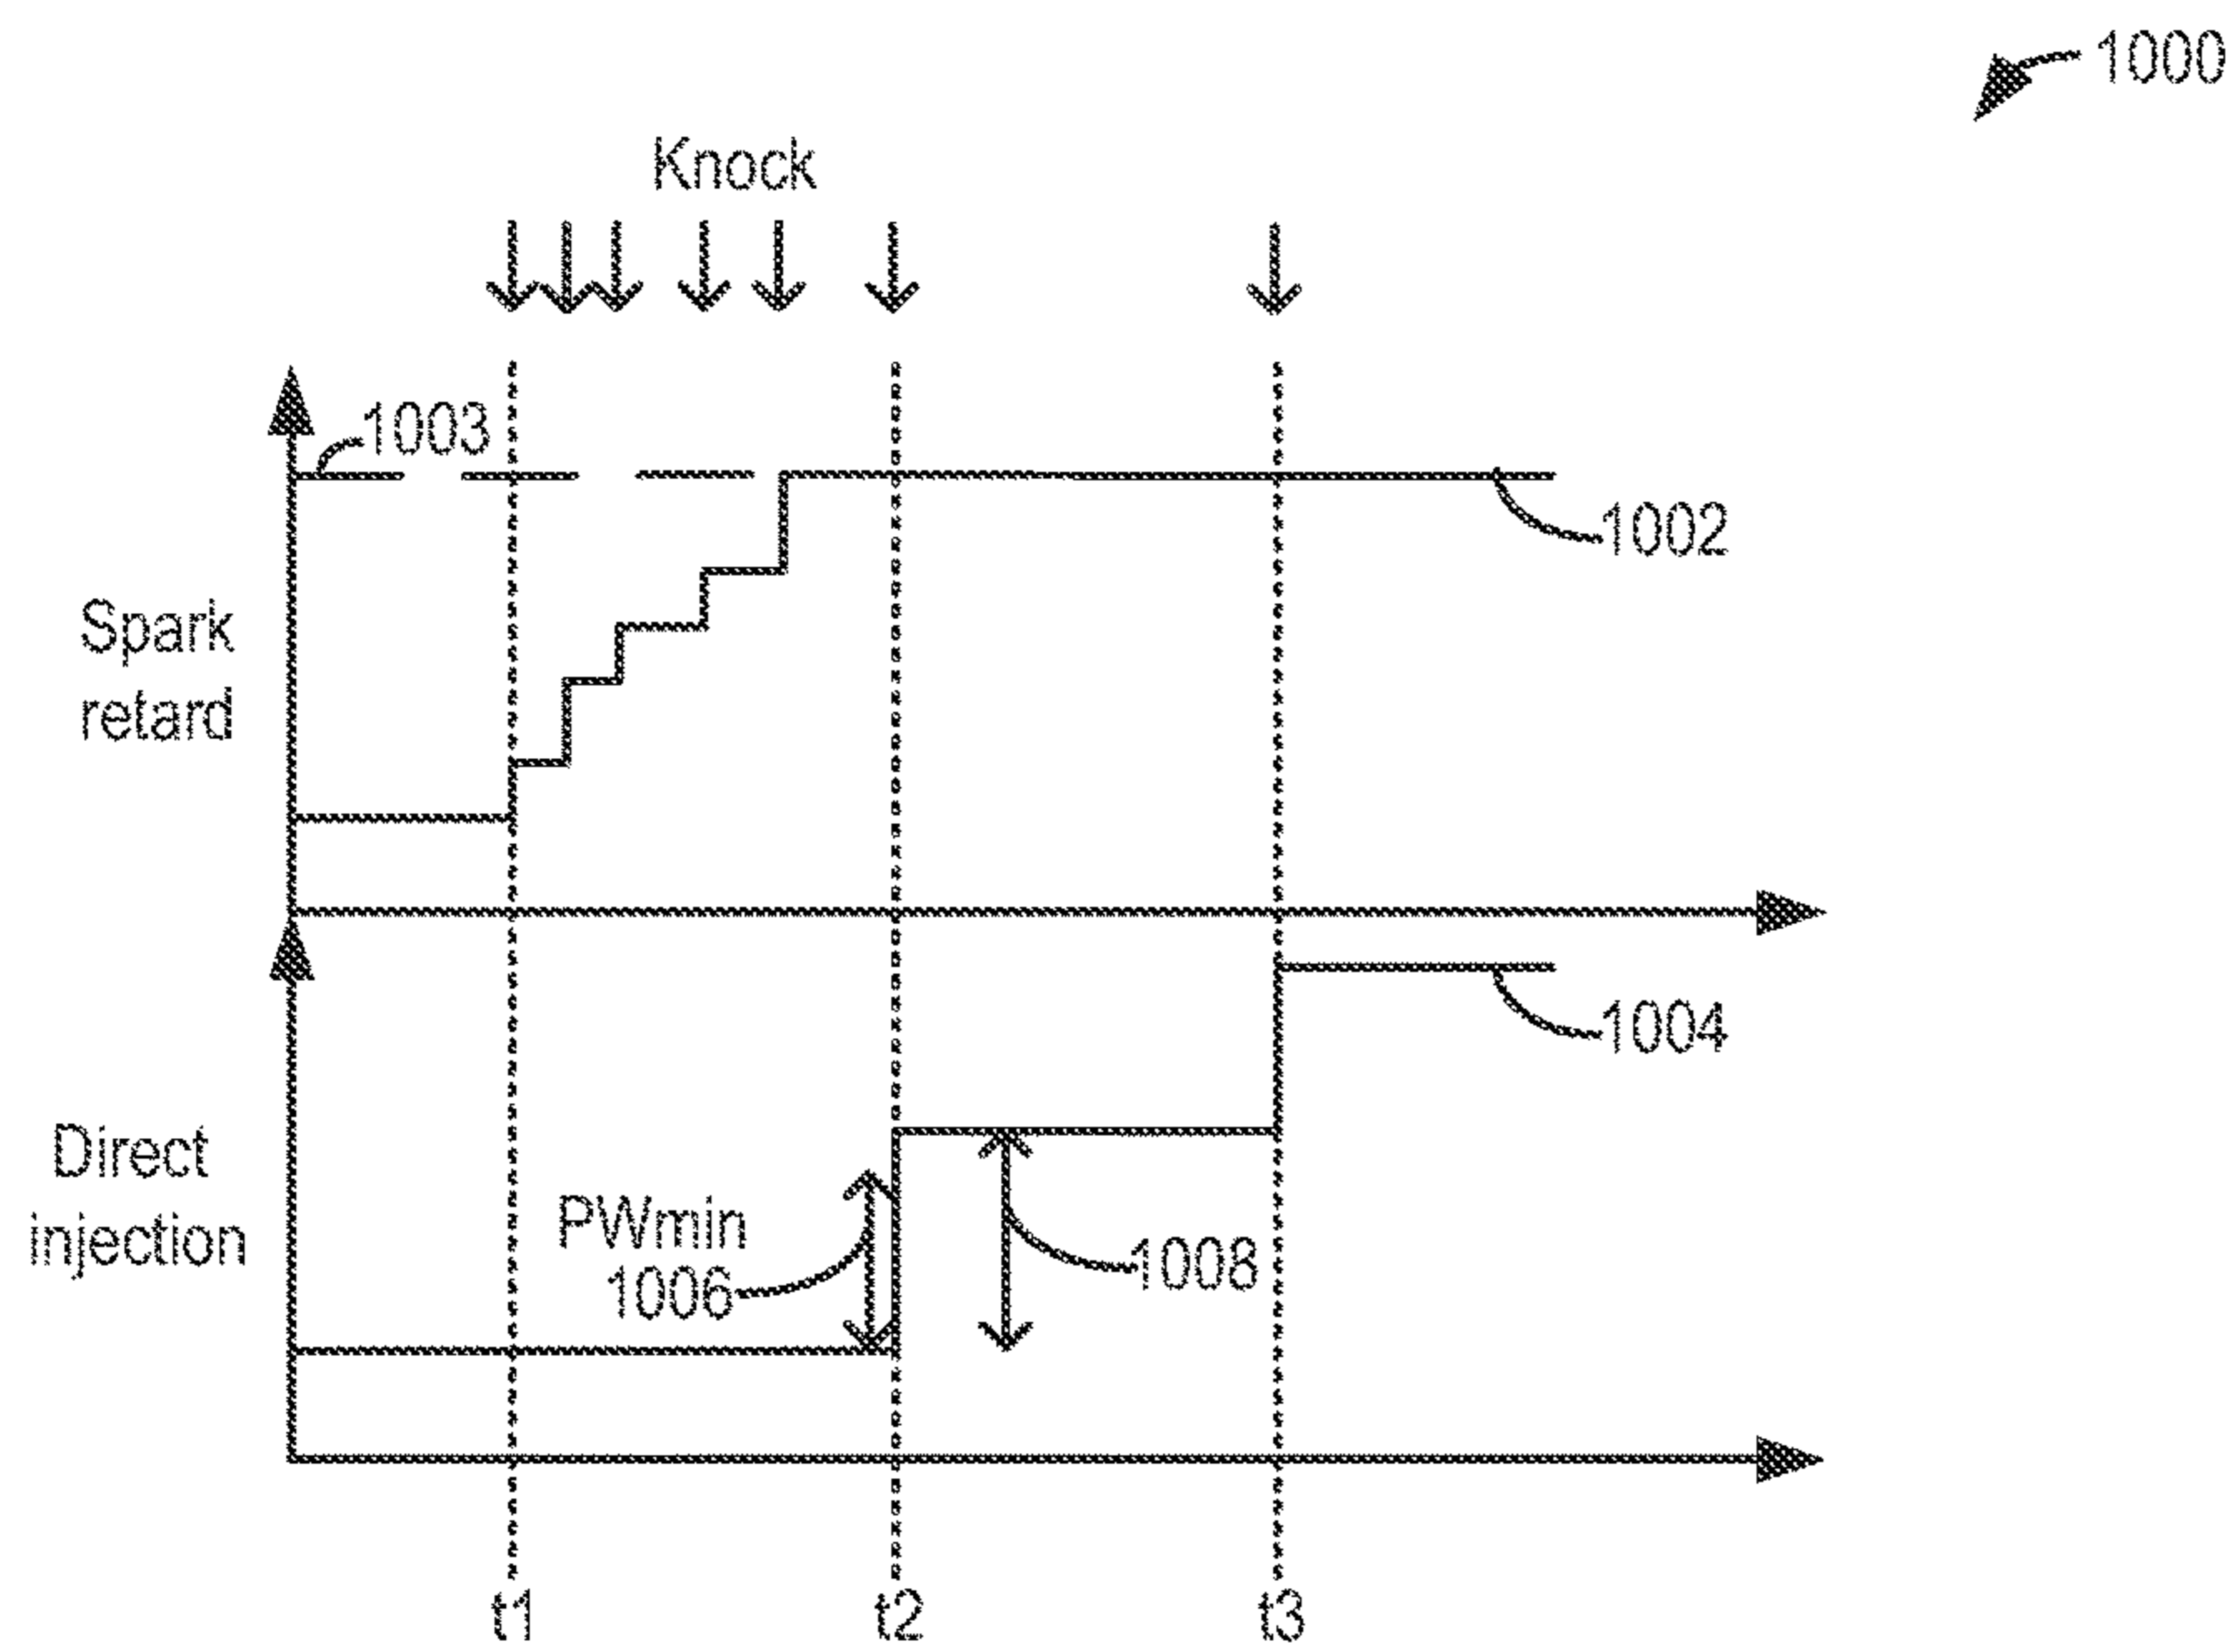 1000
Knock
1003
1002
Spark
retard
1004
Direct
injection
PWmin
1006
1008
t1
t2
t3